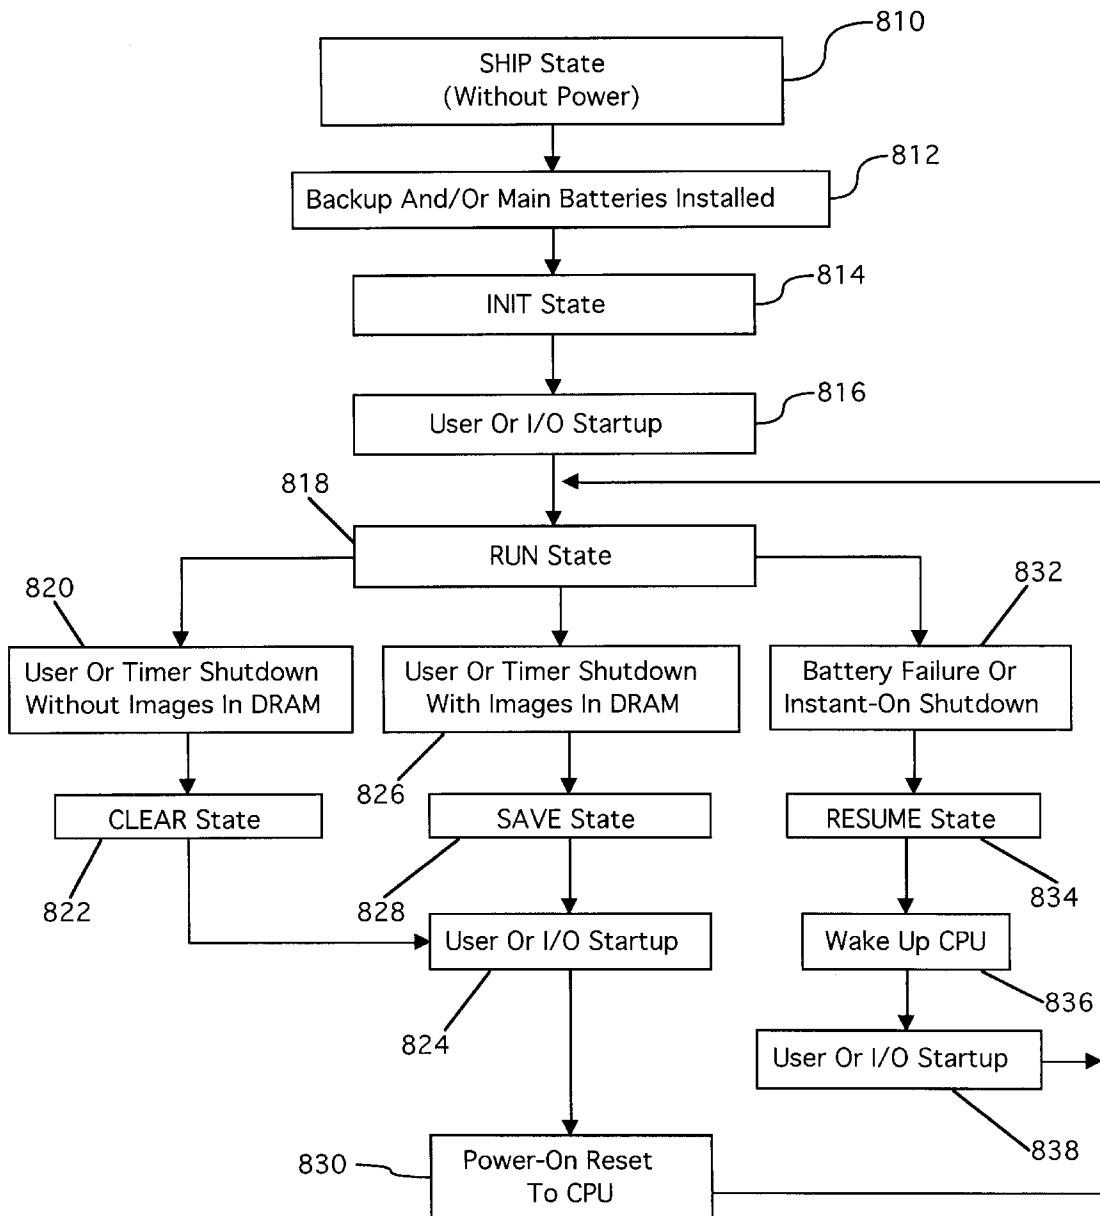 810
SHIP State
(Without Power)
812
Backup And/Or Main Batteries Installed
814
INIT State
816
User Or I/O Startup
818
RUN State
820
832
User Or Timer Shutdown
Without Images In DRAM
User Or Timer Shutdown
With Images In DRAM
Battery Failure Or
Instant-On Shutdown
826
CLEAR State
SAVE State
RESUME State
822
828
834
User Or I/O Startup
Wake Up CPU
824
836
User Or I/O Startup
838
830
Power-On Reset
To CPU